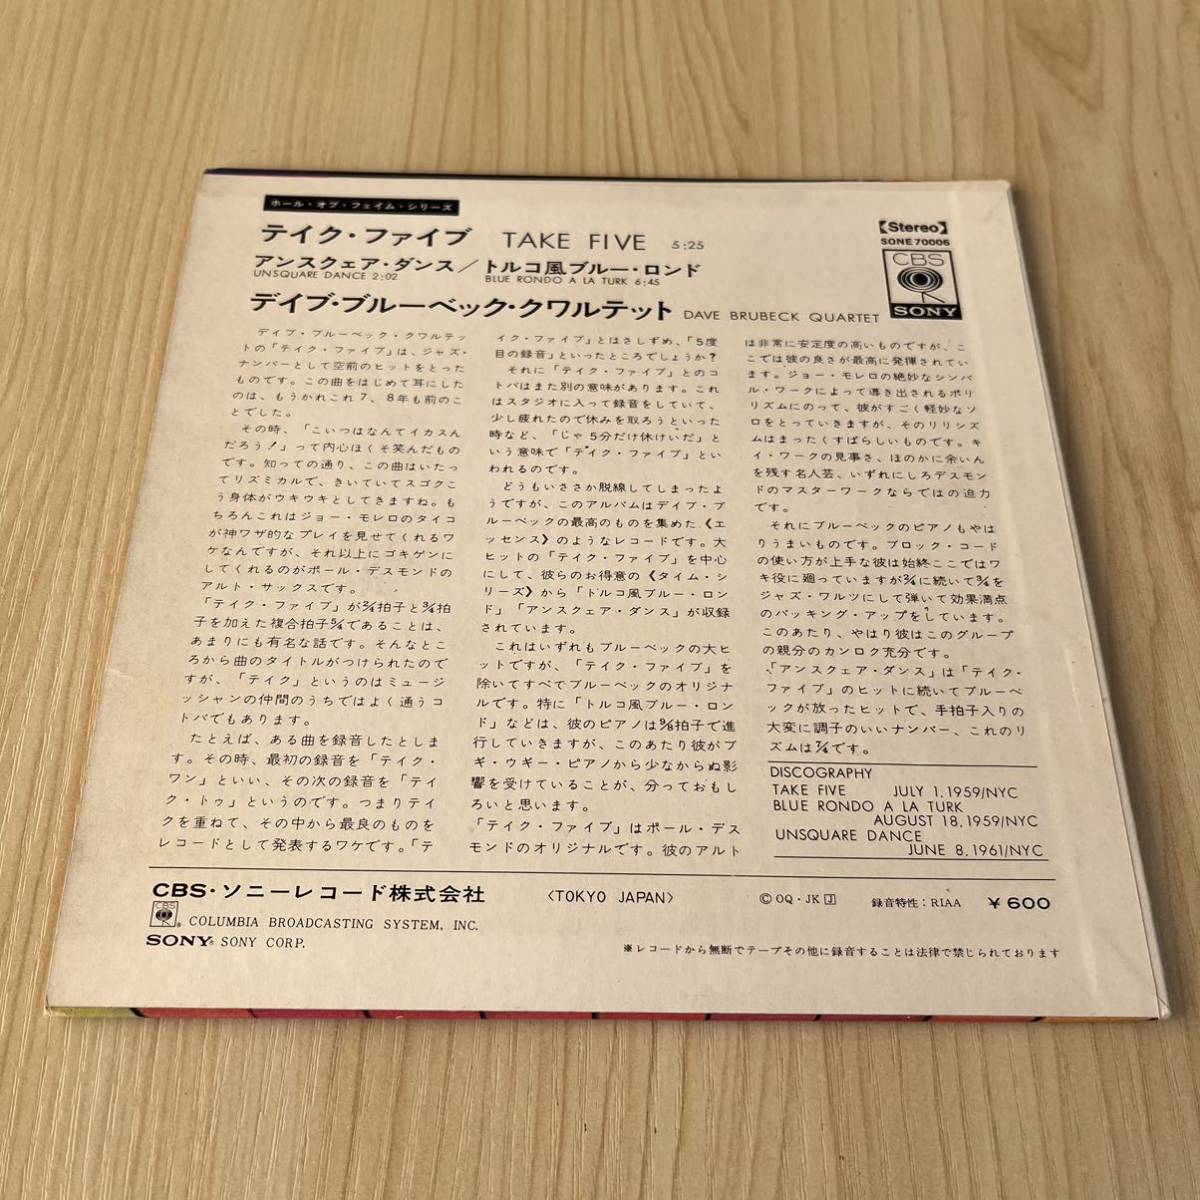 ホール・オブ・フェイム・シリーズ
テイク・ファイブ TAKE FIVE 5:25
アンスクェア・ダンス／トルコ風ブルー・ロンド
UNSQUARE DANCE 2:02 BLUE RONDO A LA TURK 6:45
デイブ・ブルーベック・クワルテット DAVE BRUBECK QUARTET
【Stereo】
SONE 70006
CBS
SONY
デイブ・ブルーベック・クワルテッ
トの「テイク・ファイブ」は、ジャズ・
ナンバーとして空前のヒットをとった
ものです。この曲をはじめて耳にした
のは、もうかれこれ7、8年も前のこ
とでした。
その時、「こいつはなんてイカスん
だろう！」って内心ほくそ笑んだもの
です。知っての通り、この曲はいたっ
てリズミカルで、きいていてスゴクこ
う身体がウキウキとしてきますね。も
ちろんこれはジョー・モレロのタイコ
が神ワザ的なプレイを見せてくれるワ
ケなんですが、それ以上にゴキゲンに
してくれるのがポール・デスモンドの
アルト・サックスです。
「テイク・ファイブ」が2/4拍子と3/4拍
子を加えた複合拍子5/4であることは、
あまりにも有名な話です。そんなとこ
ろから曲のタイトルがつけられたので
すが、「テイク」というのはミュージ
ッシャンの仲間のうちではよく通うコ
トバでもあります。
たとえば、ある曲を録音したとしま
す。その時、最初の録音を「テイク・
ワン」といい、その次の録音を「テイ
ク・トゥ」というのです。つまりテイ
クを重ねて、その中から最良のものを
レコードとして発表するワケです。「テ
イク・ファイブ」とはさしずめ、「5度
目の録音」といったところでしょうか？
それに「テイク・ファイブ」とのコ
トバはまた別の意味があります。これ
はスタジオに入って録音をしていて、
少し疲れたので休みを取ろうといった
時など、「じゃ5分だけ休けいだ」と
いう意味で「テイク・ファイブ」とい
われるのです。
どうもいささか脱線してしまったよ
うですが、このアルバムはデイブ・ブ
ルーベックの最高のものを集めた《エ
ッセンス》のようなレコードです。大
ヒットの「テイク・ファイブ」を中心
にして、彼らのお得意の《タイム・シ
リーズ》から「トルコ風ブルー・ロン
ド」「アンスクェア・ダンス」が収録
されています。
これはいずれもブルーベックの大ヒ
ットですが、「テイク・ファイブ」を
除いてすべてブルーベックのオリジナ
ルです。特に「トルコ風ブルー・ロン
ド」などは、彼のピアノは9/8拍子で進
行していきますが、このあたり彼がブ
ギ・ウギー・ピアノから少なからぬ影
響を受けていることが、分っておもし
ろいと思います。
「テイク・ファイブ」はポール・デス
モンドのオリジナルです。彼のアルト
は非常に安定度の高いものですが、こ
こでは彼の良さが最高に発揮されてい
ます。ジョー・モレロの絶妙なシンバ
ル・ワークによって導き出されるポリ
リズムにのって、彼がすごく軽妙なソ
ロをとっていきますが、そのリリシズ
ムはまったくすばらしいものです。キ
イ・ワークの見事さ、ほのかに余いん
を残す名人芸、いずれにしろデスモン
ドのマスターワークならではの迫力
です。
それにブルーベックのピアノもやは
りうまいものです。ブロック・コード
の使い方が上手な彼は始終ここではワ
キ役に廻っていますが2/4に続いて3/4を
ジャズ・ワルツにして弾いて効果満点
のバッキング・アップをしています。
このあたり、やはり彼はこのグループ
の親分のカンロク充分です。
「アンスクェア・ダンス」は「テイク・
ファイブ」のヒットに続いてブルーベ
ックが放ったヒットで、手拍子入りの
大変に調子のいいナンバー、これのリ
ズムは7/4です。
DISCOGRAPHY
TAKE FIVE JULY 1, 1959/NYC
BLUE RONDO A LA TURK
AUGUST 18, 1959/NYC
UNSQUARE DANCE
JUNE 8, 1961/NYC
CBS・ソニーレコード株式会社 〈TOKYO JAPAN〉 Ⓒ OQ・JK J 録音特性：RIAA ￥600
CBS ® COLUMBIA BROADCASTING SYSTEM, INC.
SONY® SONY CORP.
※レコードから無断でテープその他に録音することは法律で禁じられております